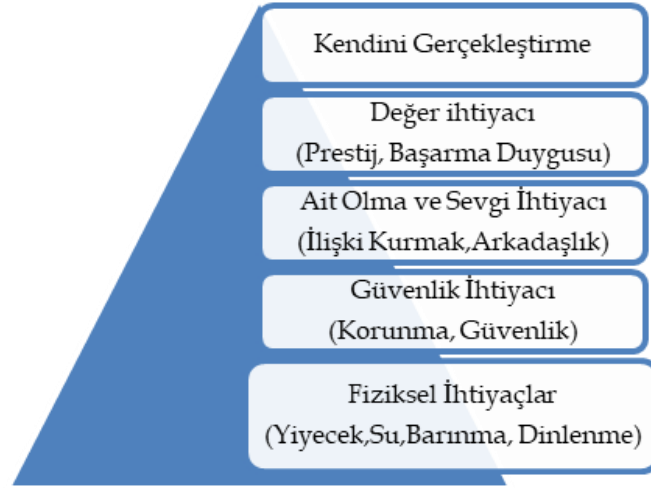 Kendini Gerçekleştirme
Değer ihtiyacı
(Prestij, Başarma Duygusu)
Ait Olma ve Sevgi İhtiyacı
(İlişki Kurmak,Arkadaşlık)
Güvenlik İhtiyacı
(Korunma, Güvenlik)
Fiziksel İhtiyaçlar
(Yiyecek,Su,Barınma, Dinlenme)